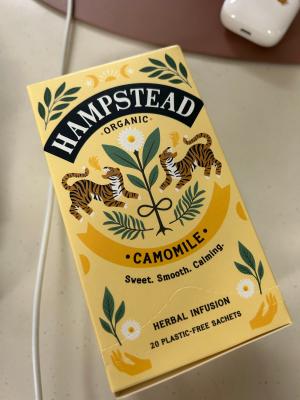 HAMPSTEAD
·ORGANIC·
·CAMOMILE·
Sweet. Smooth. Calming.
HERBAL INFUSION
20 PLASTIC-FREE SACHETS